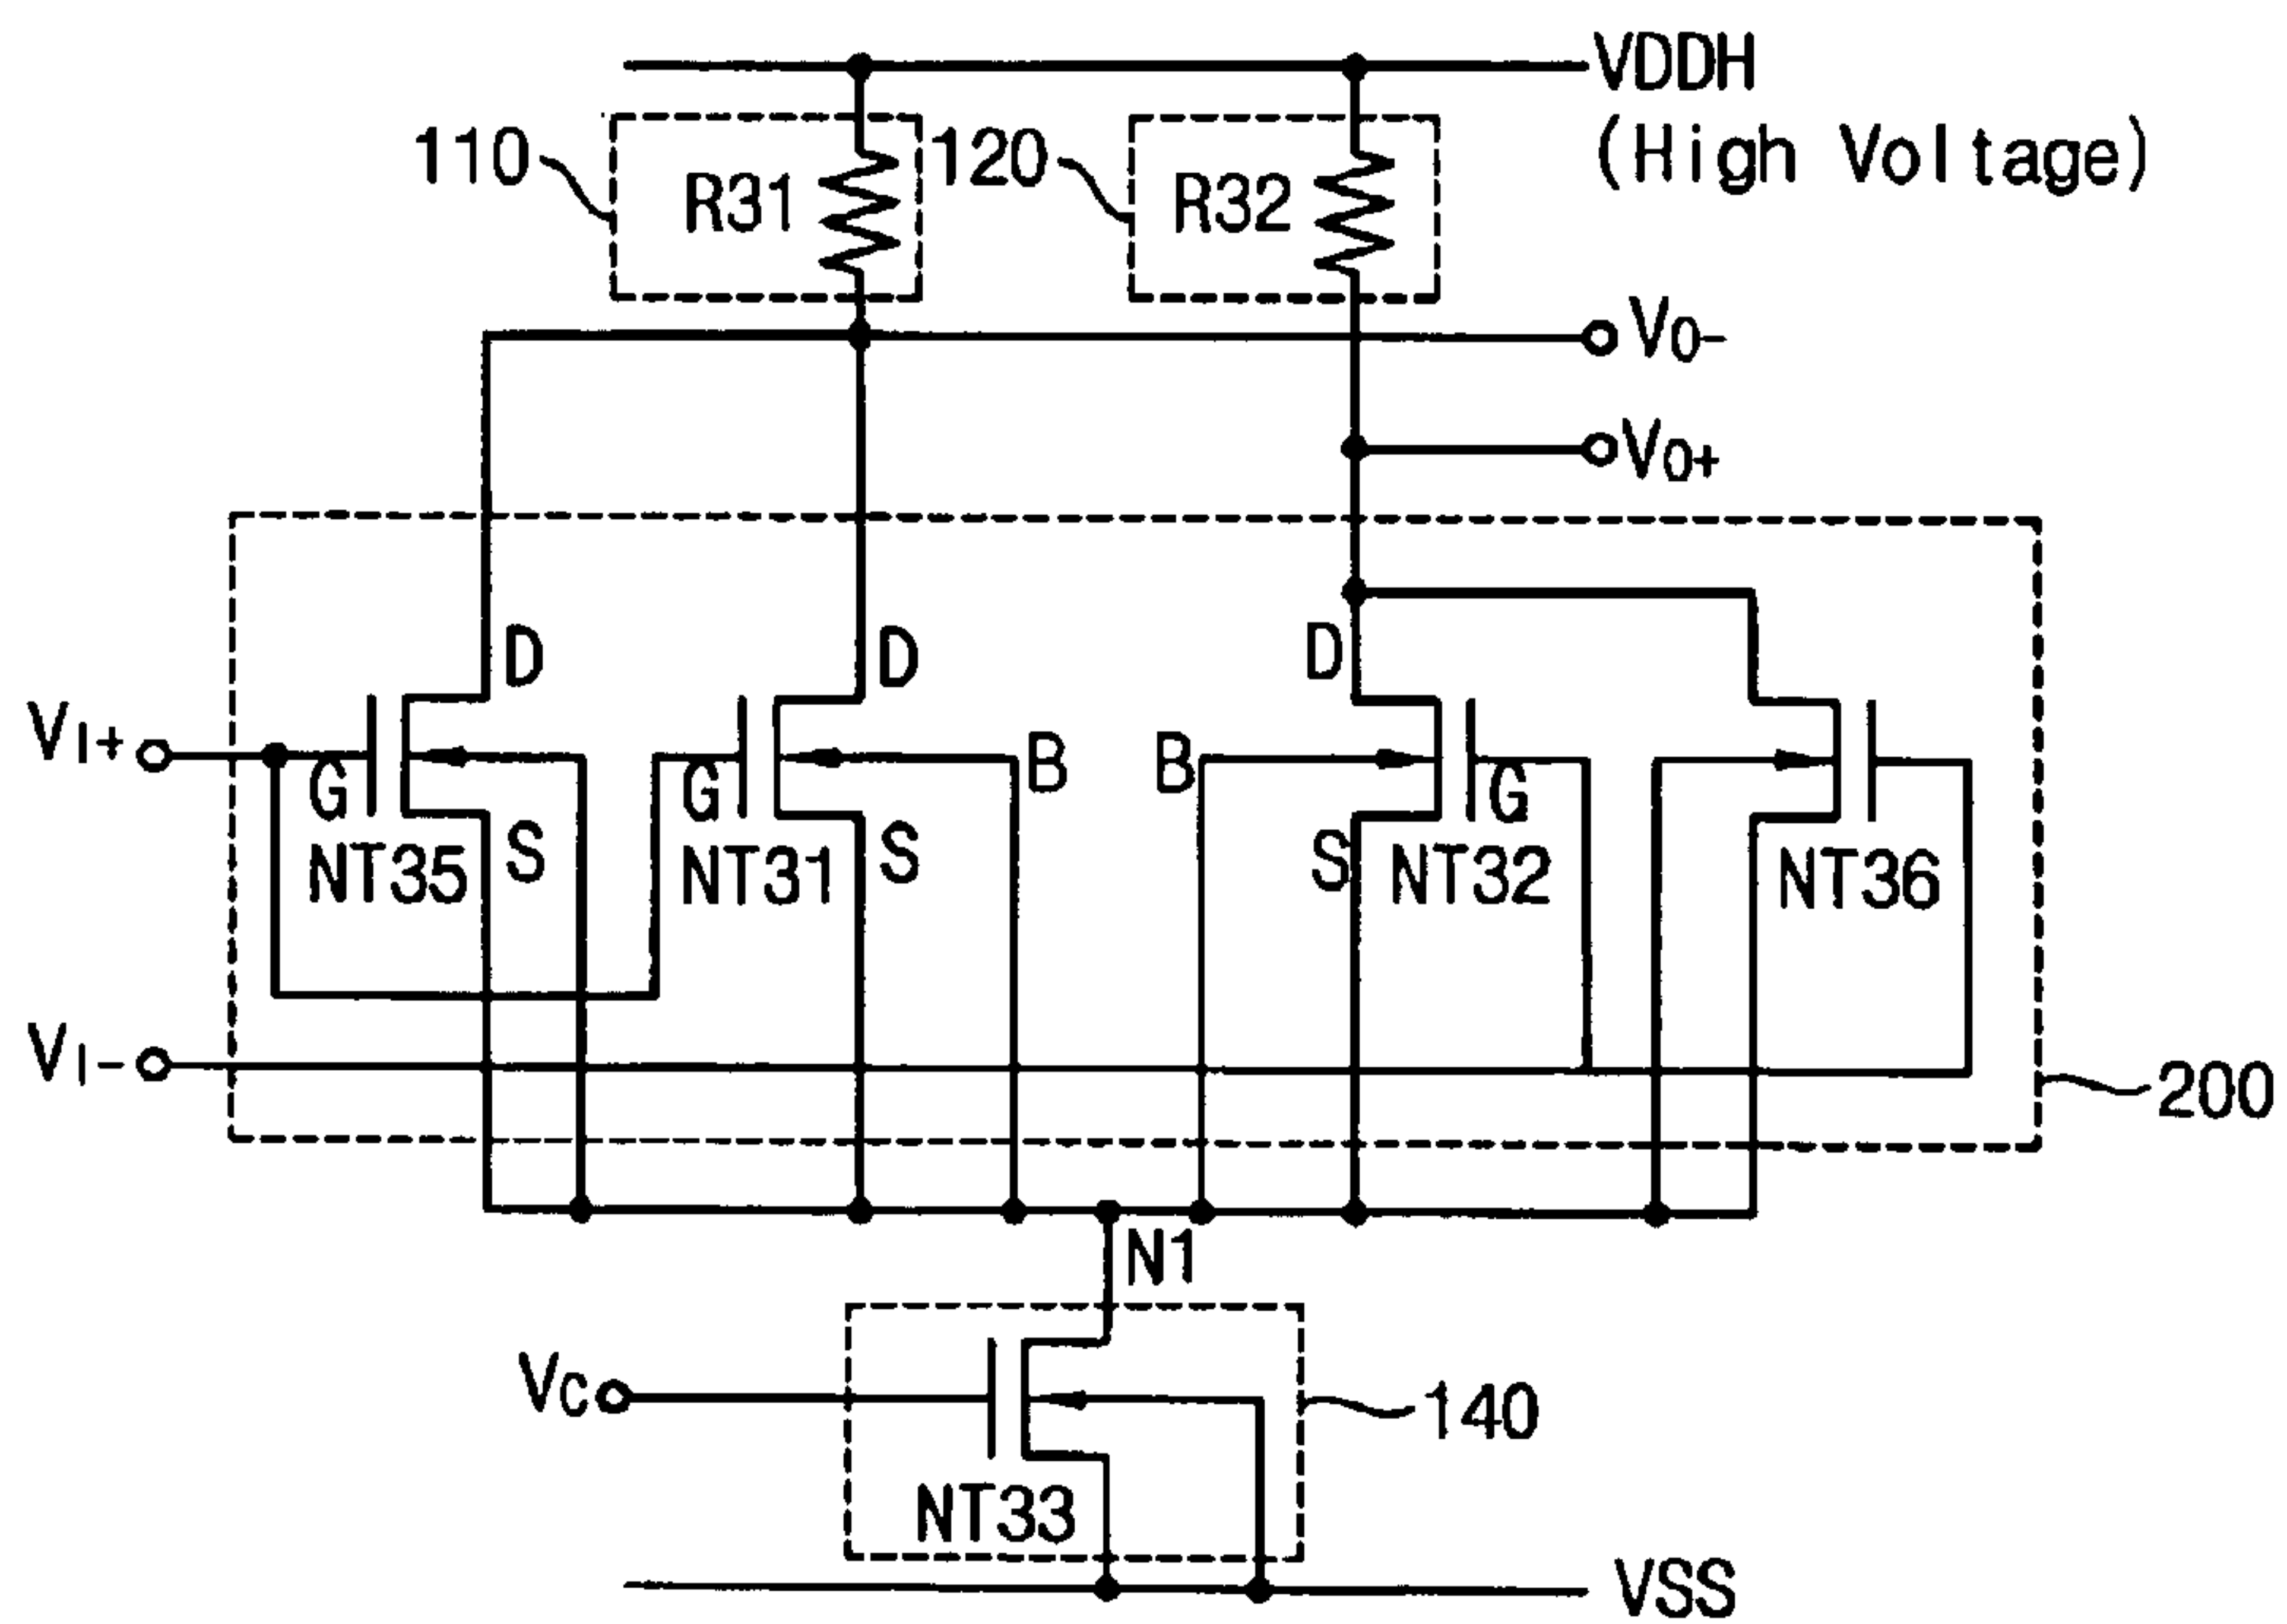 VDDH
(High Voltage)
110
R31
120
R32
VO-
VO+
D
D
D
VI+
G
B
B
G
G
NT35
S
NT31
S
S
NT32
NT36
VI-
200
N1
VC
140
NT33
VSS